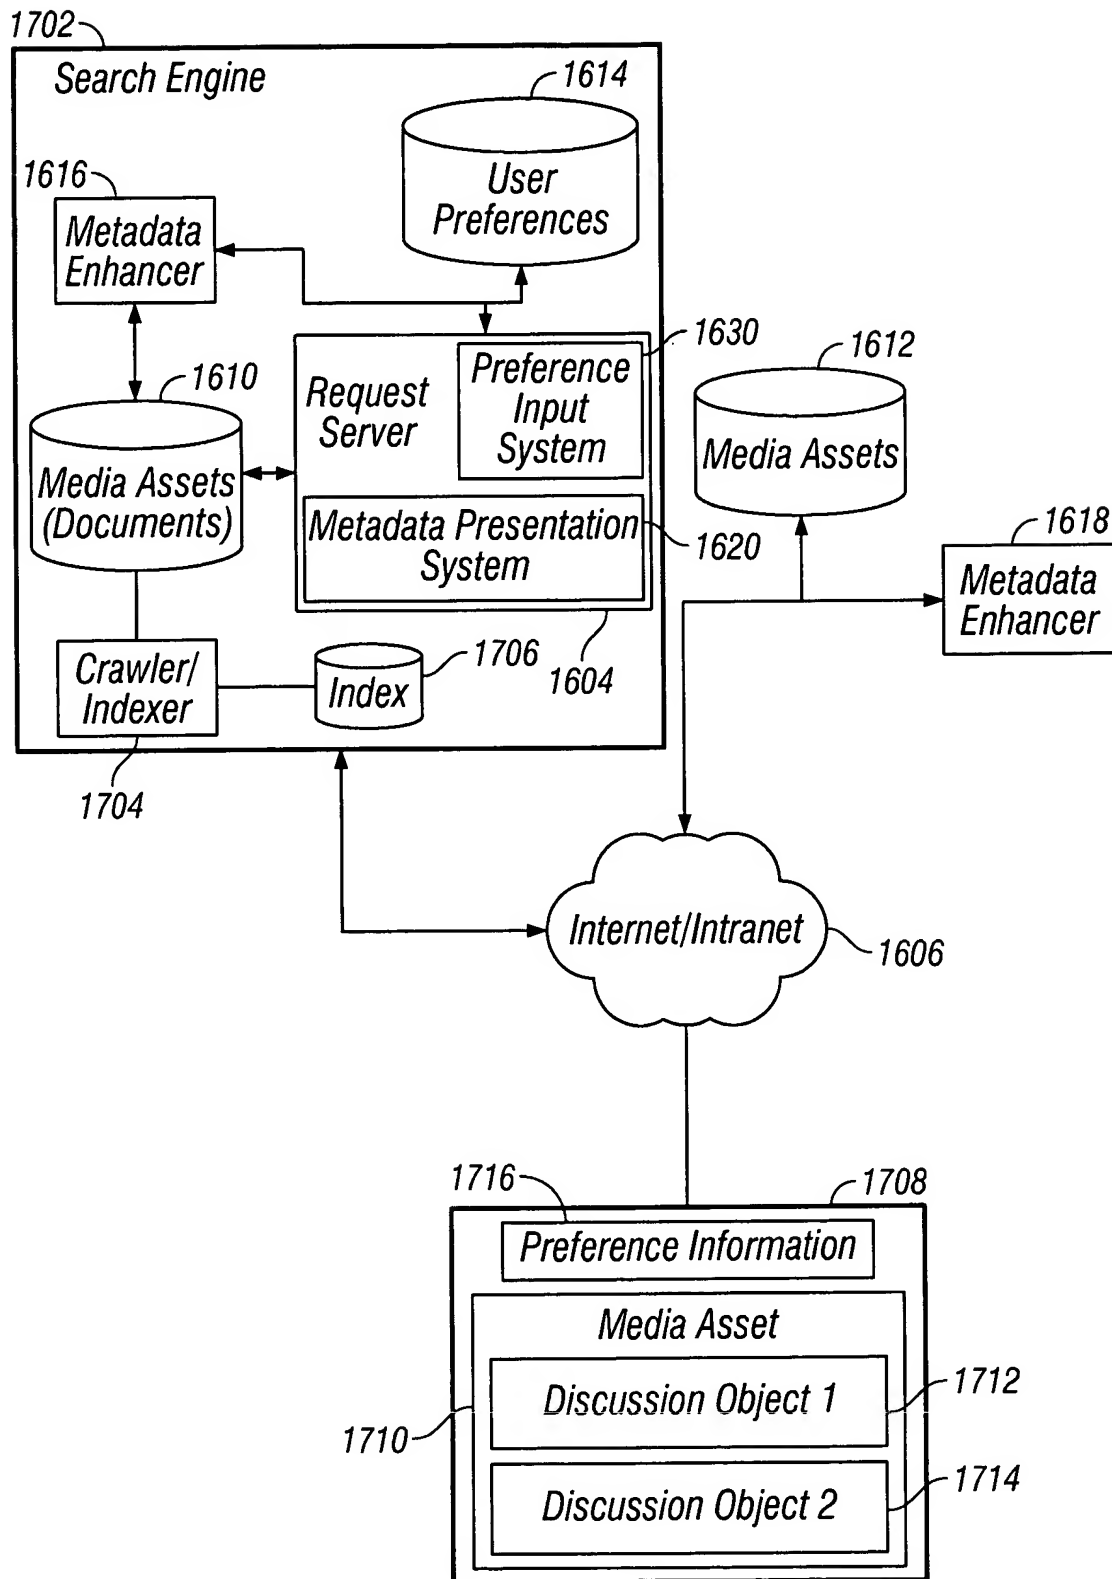 1702
Search Engine
1614
User
Preferences
1616
Metadata
Enhancer
1630
Preference
Input
System
Request
Server
1612
Media Assets
1610
Media Assets
(Documents)
Metadata Presentation
System
1620
1618
Metadata
Enhancer
1706
Index
1604
Crawler/
Indexer
1704
Internet/Intranet
1606
1716
1708
Preference Information
Media Asset
Discussion Object 1
1712
1710
Discussion Object 2
1714